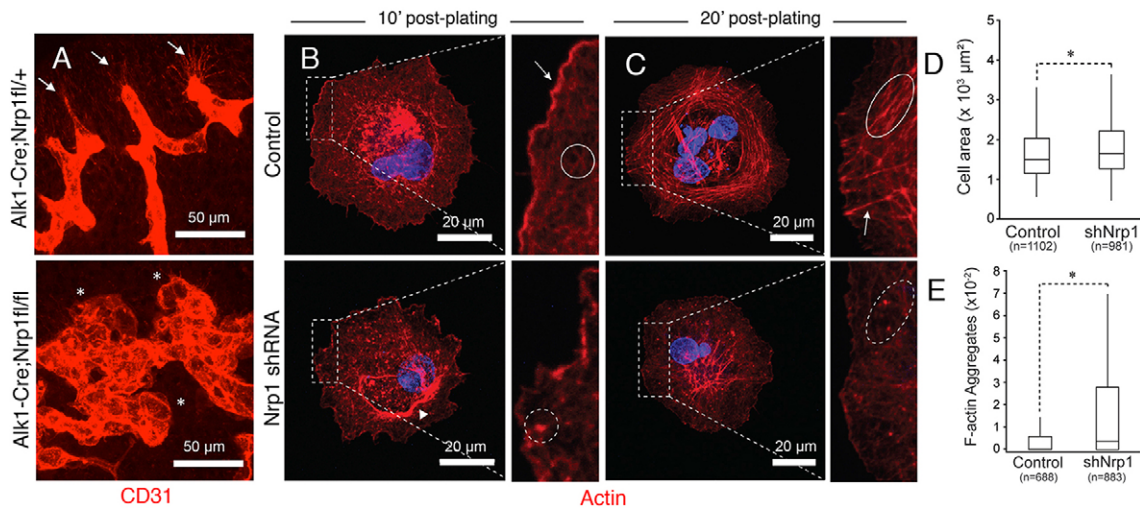 10' post-plating
20' post-plating
A
B
C
D
E
Alk1-Cre;Nrp1fl/+
Alk1-Cre;Nrp1fl/fl
50 µm
50 µm
* * *
CD31
Control
Nrp1 shRNA
20 µm
20 µm
20 µm
20 µm
Actin
Cell area (x 10³ µm²)
5
4
3
2
1
0
*
Control
(n=1102)
shNrp1
(n=981)
F-actin Aggregates (x10⁻²)
8
7
6
5
4
3
2
1
0
*
Control
(n=688)
shNrp1
(n=883)